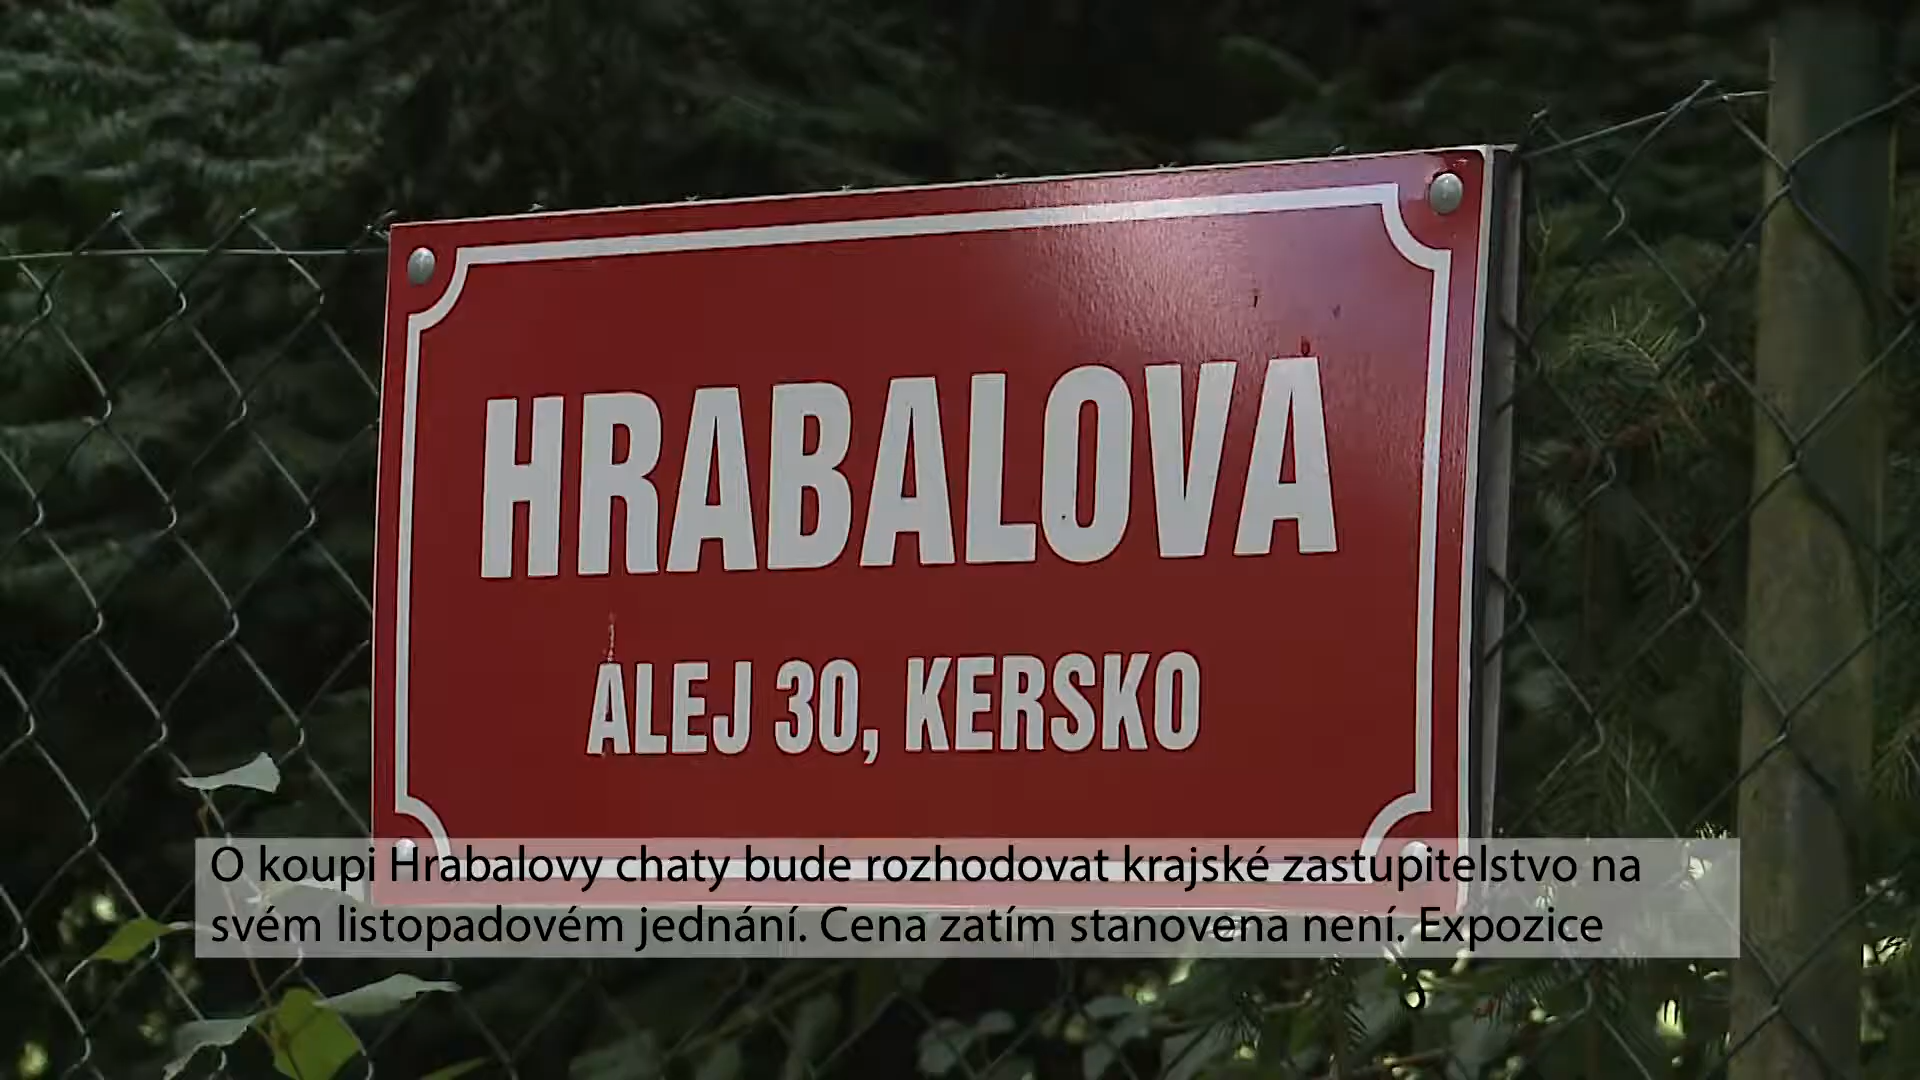 HRABALOVA
ALEJ 30, KERSKO
O koupi Hrabalovy chaty bude rozhodovat krajské zastupitelstvo na
svém listopadovém jednání. Cena zatím stanovena není. Expozice